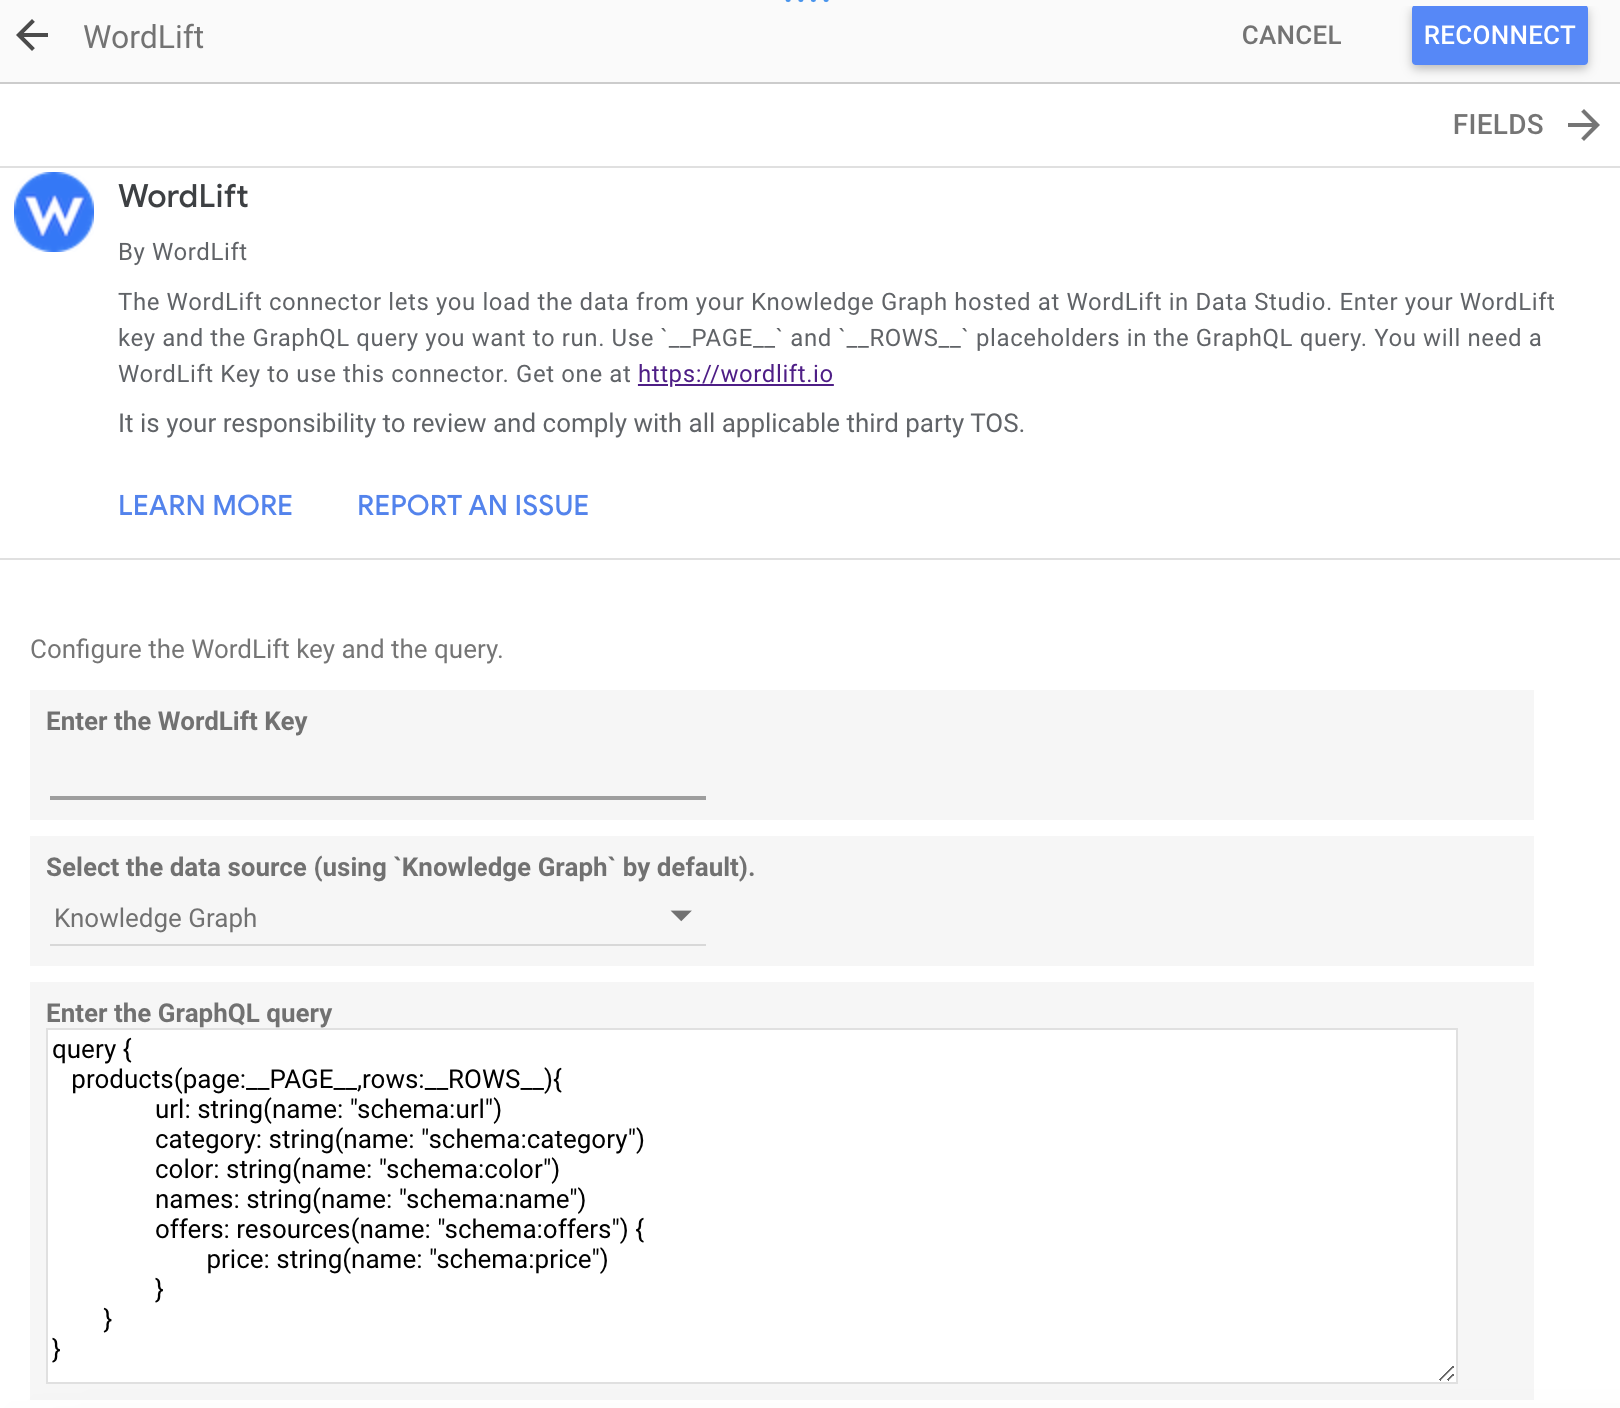 WordLift
CANCEL
RECONNECT
FIELDS
W
WordLift
By WordLift
The WordLift connector lets you load the data from your Knowledge Graph hosted at WordLift in Data Studio. Enter your WordLift
key and the GraphQL query you want to run. Use `__PAGE__` and `__ROWS__` placeholders in the GraphQL query. You will need a
WordLift Key to use this connector. Get one at https://wordlift.io
It is your responsibility to review and comply with all applicable third party TOS.
LEARN MORE
REPORT AN ISSUE
Configure the WordLift key and the query.
Enter the WordLift Key
Select the data source (using `Knowledge Graph` by default).
Knowledge Graph
Enter the GraphQL query
query {
products(page:__PAGE__,rows:__ROWS__){
url: string(name: "schema:url")
category: string(name: "schema:category")
color: string(name: "schema:color")
names: string(name: "schema:name")
offers: resources(name: "schema:offers") {
price: string(name: "schema:price")
}
}
}